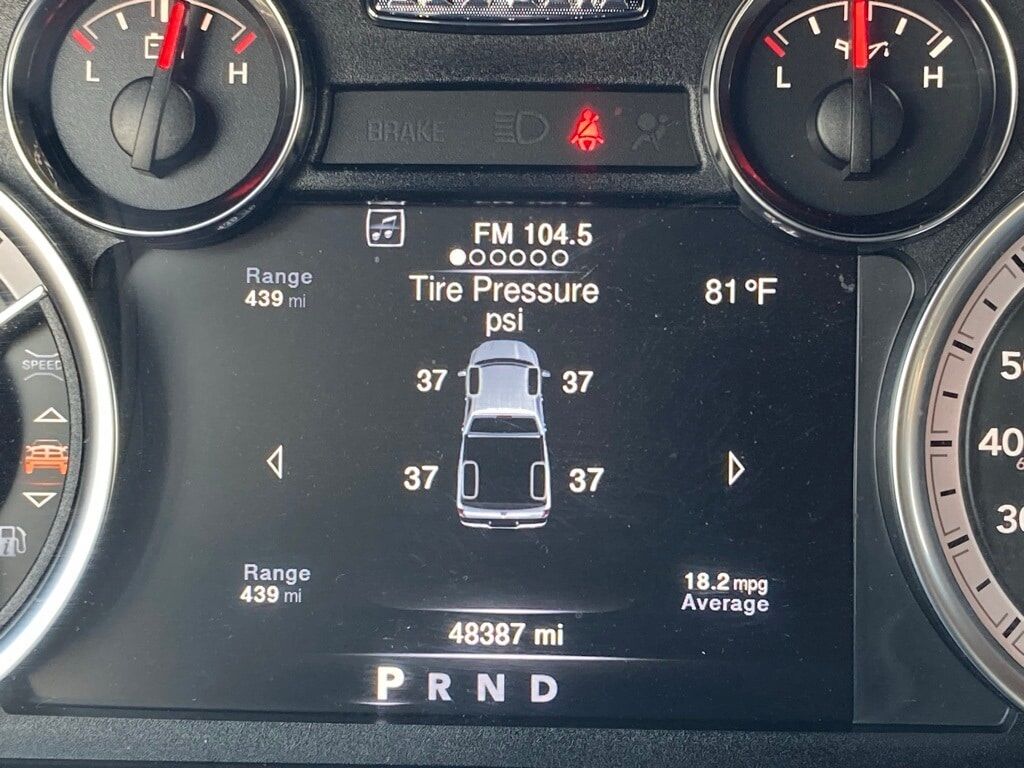 L H
L H
BRAKE
FM 104.5
Range
439 mi
Tire Pressure
psi
81 °F
SPEED
37 37
37 37
40
30
Range
439 mi
18.2 mpg
Average
48387 mi
P R N D